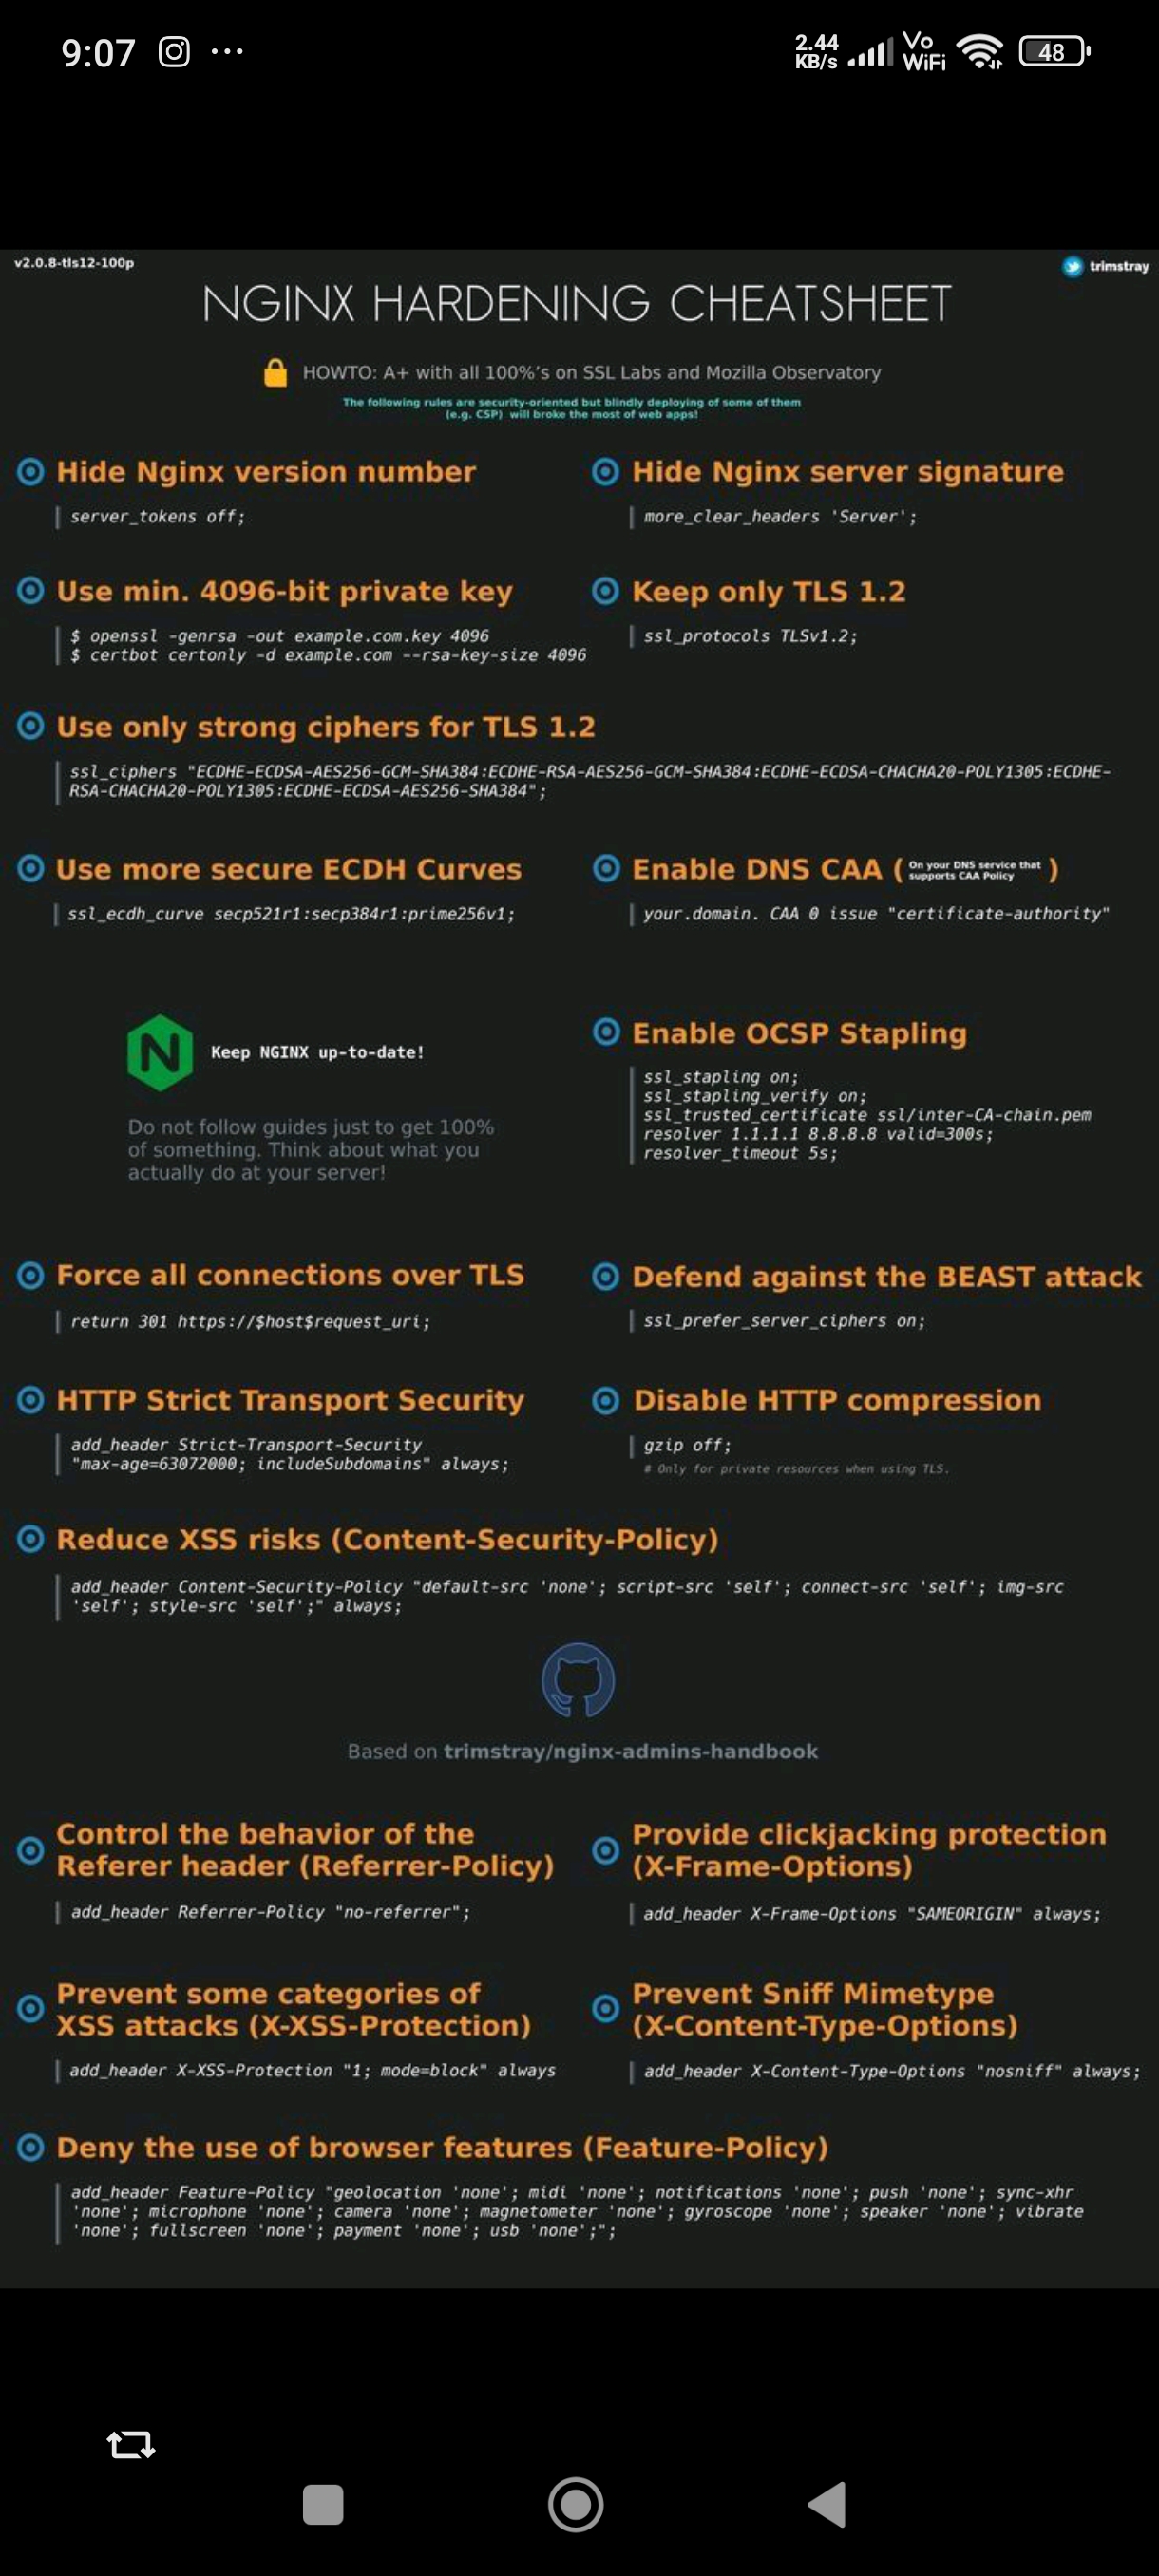 9:07
2.44
KB/s
Vo
WiFi
48
v2.0.8-tls12-100p
trimstray
NGINX HARDENING CHEATSHEET
HOWTO: A+ with all 100%'s on SSL Labs and Mozilla Observatory
The following rules are security-oriented but blindly deploying of some of them
(e.g. CSP) will broke the most of web apps!
Hide Nginx version number
server_tokens off;
Hide Nginx server signature
more_clear_headers 'Server';
Use min. 4096-bit private key
$ openssl -genrsa -out example.com.key 4096
$ certbot certonly -d example.com --rsa-key-size 4096
Keep only TLS 1.2
ssl_protocols TLSv1.2;
Use only strong ciphers for TLS 1.2
ssl_ciphers "ECDHE-ECDSA-AES256-GCM-SHA384:ECDHE-RSA-AES256-GCM-SHA384:ECDHE-ECDSA-CHACHA20-POLY1305:ECDHE-
RSA-CHACHA20-POLY1305:ECDHE-ECDSA-AES256-SHA384";
Use more secure ECDH Curves
ssl_ecdh_curve secp521r1:secp384r1:prime256v1;
Enable DNS CAA ( On your DNS service that
supports CAA Policy )
your.domain. CAA 0 issue "certificate-authority"
Keep NGINX up-to-date!
Do not follow guides just to get 100%
of something. Think about what you
actually do at your server!
Enable OCSP Stapling
ssl_stapling on;
ssl_stapling_verify on;
ssl_trusted_certificate ssl/inter-CA-chain.pem
resolver 1.1.1.1 8.8.8.8 valid=300s;
resolver_timeout 5s;
Force all connections over TLS
return 301 https://$host$request_uri;
Defend against the BEAST attack
ssl_prefer_server_ciphers on;
HTTP Strict Transport Security
add_header Strict-Transport-Security
"max-age=63072000; includeSubdomains" always;
Disable HTTP compression
gzip off;
# Only for private resources when using TLS.
Reduce XSS risks (Content-Security-Policy)
add_header Content-Security-Policy "default-src 'none'; script-src 'self'; connect-src 'self'; img-src
'self'; style-src 'self';" always;
Based on trimstray/nginx-admins-handbook
Control the behavior of the
Referer header (Referrer-Policy)
add_header Referrer-Policy "no-referrer";
Provide clickjacking protection
(X-Frame-Options)
add_header X-Frame-Options "SAMEORIGIN" always;
Prevent some categories of
XSS attacks (X-XSS-Protection)
add_header X-XSS-Protection "1; mode=block" always
Prevent Sniff Mimetype
(X-Content-Type-Options)
add_header X-Content-Type-Options "nosniff" always;
Deny the use of browser features (Feature-Policy)
add_header Feature-Policy "geolocation 'none'; midi 'none'; notifications 'none'; push 'none'; sync-xhr
'none'; microphone 'none'; camera 'none'; magnetometer 'none'; gyroscope 'none'; speaker 'none'; vibrate
'none'; fullscreen 'none'; payment 'none'; usb 'none';";